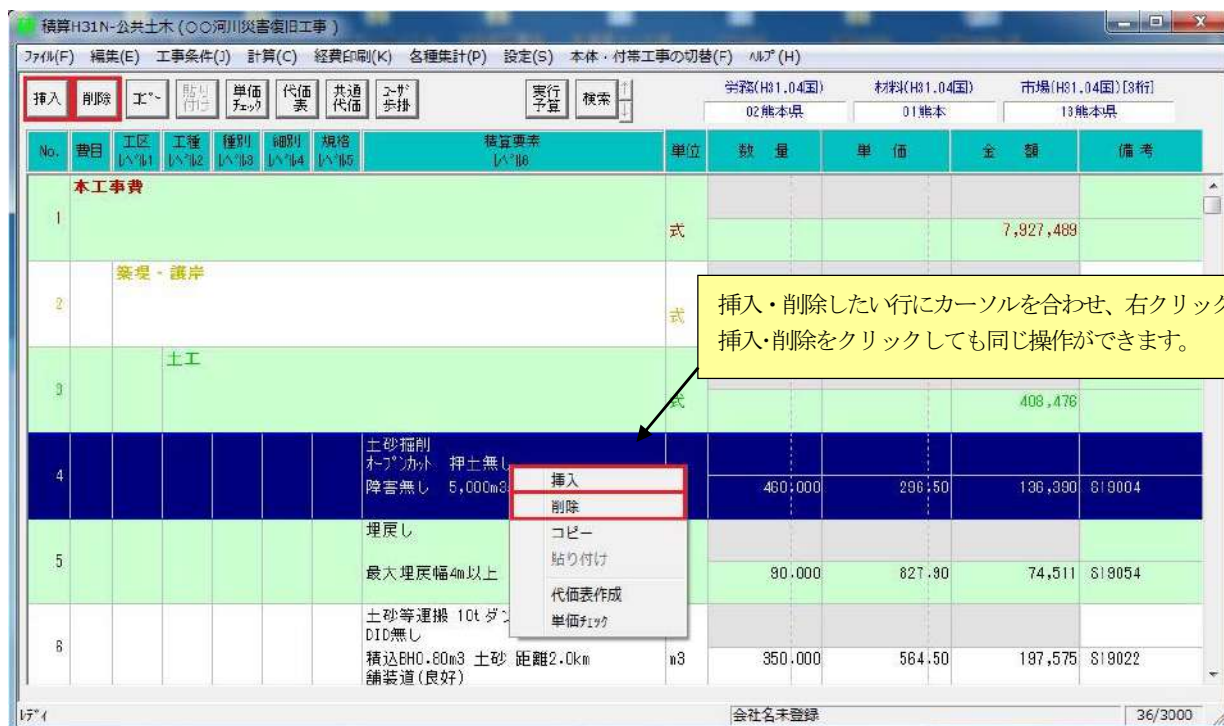 積算H31N-公共土木 (○○河川災害復旧工事 )
ファイル(F) 編集(E) 工事条件(J) 計算(C) 経費印刷(K) 各種集計(P) 設定(S) 本体・付帯工事の切替(F) ヘルプ(H)
挿入 削除 コピー 貼り付け 単価チェック 代価表 共通代価 ユーザ歩掛 実行予算 検索 ↑↓
労務(H31.04国) 材料(H31.04国) 市場(H31.04国)[3桁]
02熊本県 01熊本 13熊本県
No. 費目 工区 レベル1 工種 レベル2 種別 レベル3 細別 レベル4 規格 レベル5 積算要素 レベル6 単位 数 量 単 価 金 額 備 考
本工事費
1 式 7,927,489
築堤・護岸
2 式
挿入・削除したい行にカーソルを合わせ、右クリック
挿入・削除をクリックしても同じ操作ができます。
土工
3 式 408,476
土砂掘削
オープンカット 押土無し
4 障害無し 5,000m3 460.000 296.50 136,390 S19004
挿入
削除
コピー
貼り付け
代価表作成
単価チェック
埋戻し
5 最大埋戻幅4m以上 90.000 827.90 74,511 S19054
土砂等運搬 10t ダン
DID無し
6 積込BH0.80m3 土砂 距離2.0km m3 350.000 564.50 197,575 S19022
舗装道(良好)
レディ 会社名未登録 36/3000